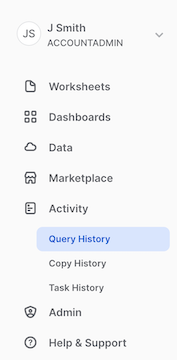 JS
J Smith
ACCOUNTADMIN
Worksheets
Dashboards
Data
Marketplace
Activity
Query History
Copy History
Task History
Admin
Help & Support